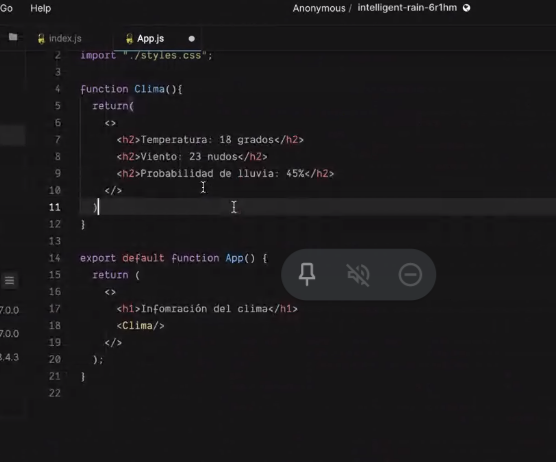 Go Help Anonymous / intelligent-rain-6r1hm
index.js App.js
2 import "./styles.css";
3
4 function Clima(){
5 return(
6 <>
7 <h2>Temperatura: 18 grados</h2>
8 <h2>Viento: 23 nudos</h2>
9 <h2>Probabilidad de lluvia: 45%</h2>
10 </>
11 )
12 }
13
14 export default function App() {
15 return (
16 <>
17 <h1>Infomración del clima</h1>
18 <Clima/>
19 </>
20 );
21 }
22
7.0.0
7.0.0
3.4.3